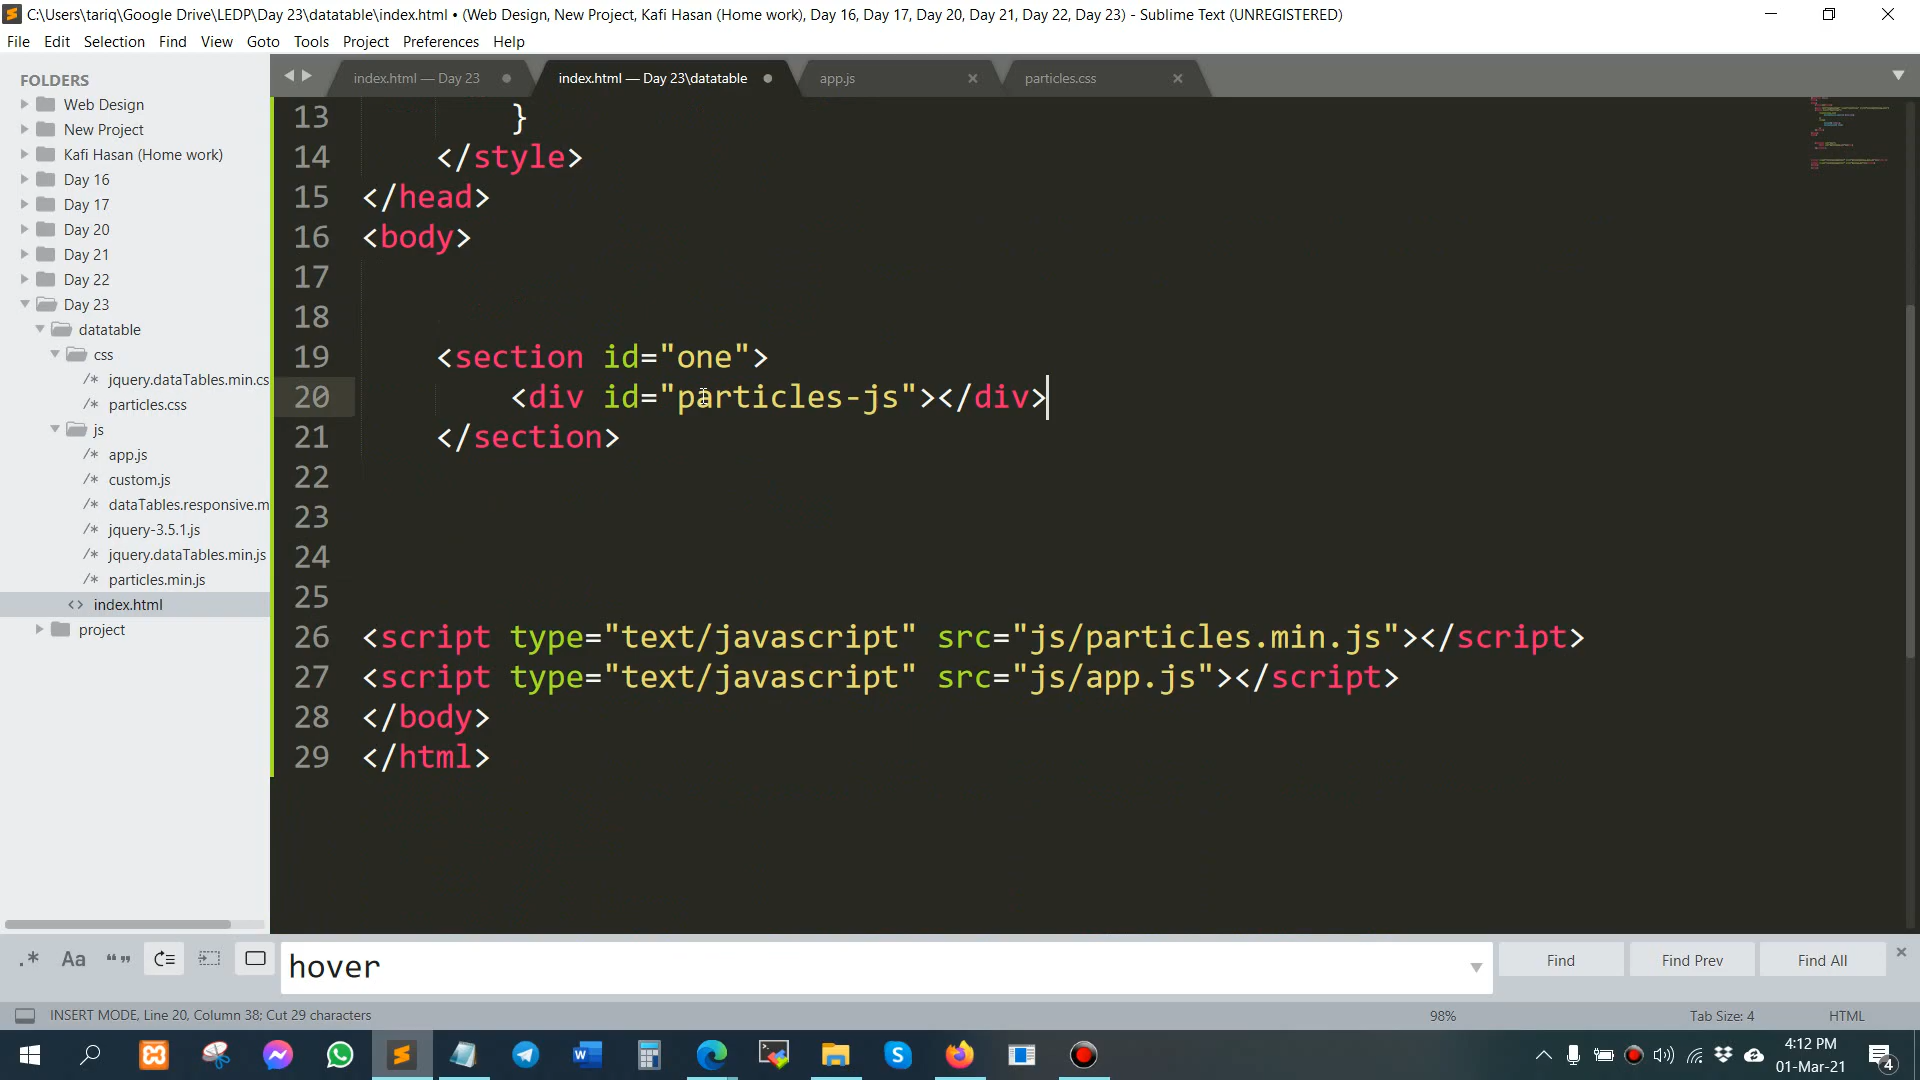 C:\Users\tariq\Google Drive\LEDP\Day 23\datatable\index.html • (Web Design, New Project, Kafi Hasan (Home work), Day 16, Day 17, Day 20, Day 21, Day 22, Day 23) - Sublime Text (UNREGISTERED)
File Edit Selection Find View Goto Tools Project Preferences Help
FOLDERS
Web Design
New Project
Kafi Hasan (Home work)
Day 16
Day 17
Day 20
Day 21
Day 22
Day 23
datatable
css
/* jquery.dataTables.min.cs
/* particles.css
js
/* app.js
/* custom.js
/* dataTables.responsive.m
/* jquery-3.5.1.js
/* jquery.dataTables.min.js
/* particles.min.js
<> index.html
project
index.html — Day 23
index.html — Day 23\datatable
app.js
particles.css
13 }
14 </style>
15 </head>
16 <body>
17
18
19 <section id="one">
20 <div id="particles-js"></div>
21 </section>
22
23
24
25
26 <script type="text/javascript" src="js/particles.min.js"></script>
27 <script type="text/javascript" src="js/app.js"></script>
28 </body>
29 </html>
.* Aa “” hover Find Find Prev Find All
INSERT MODE, Line 20, Column 38; Cut 29 characters 98% Tab Size: 4 HTML
4:12 PM
01-Mar-21
4